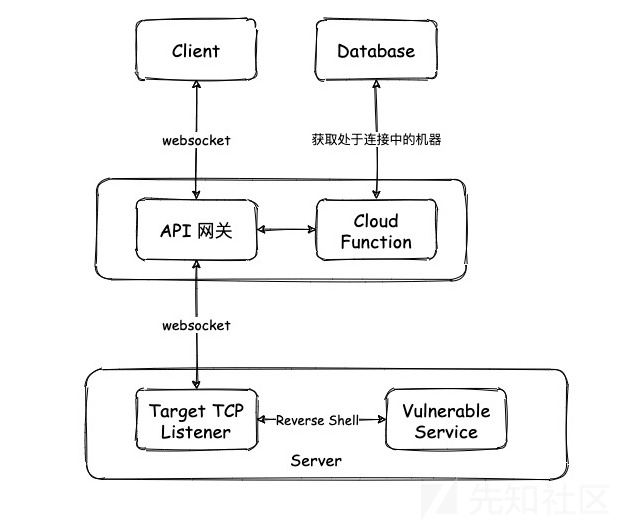 Client
Database
websocket
获取处于连接中的机器
API 网关
Cloud
Function
websocket
Target TCP
Listener
Reverse Shell
Vulnerable
Service
Server
先知社区